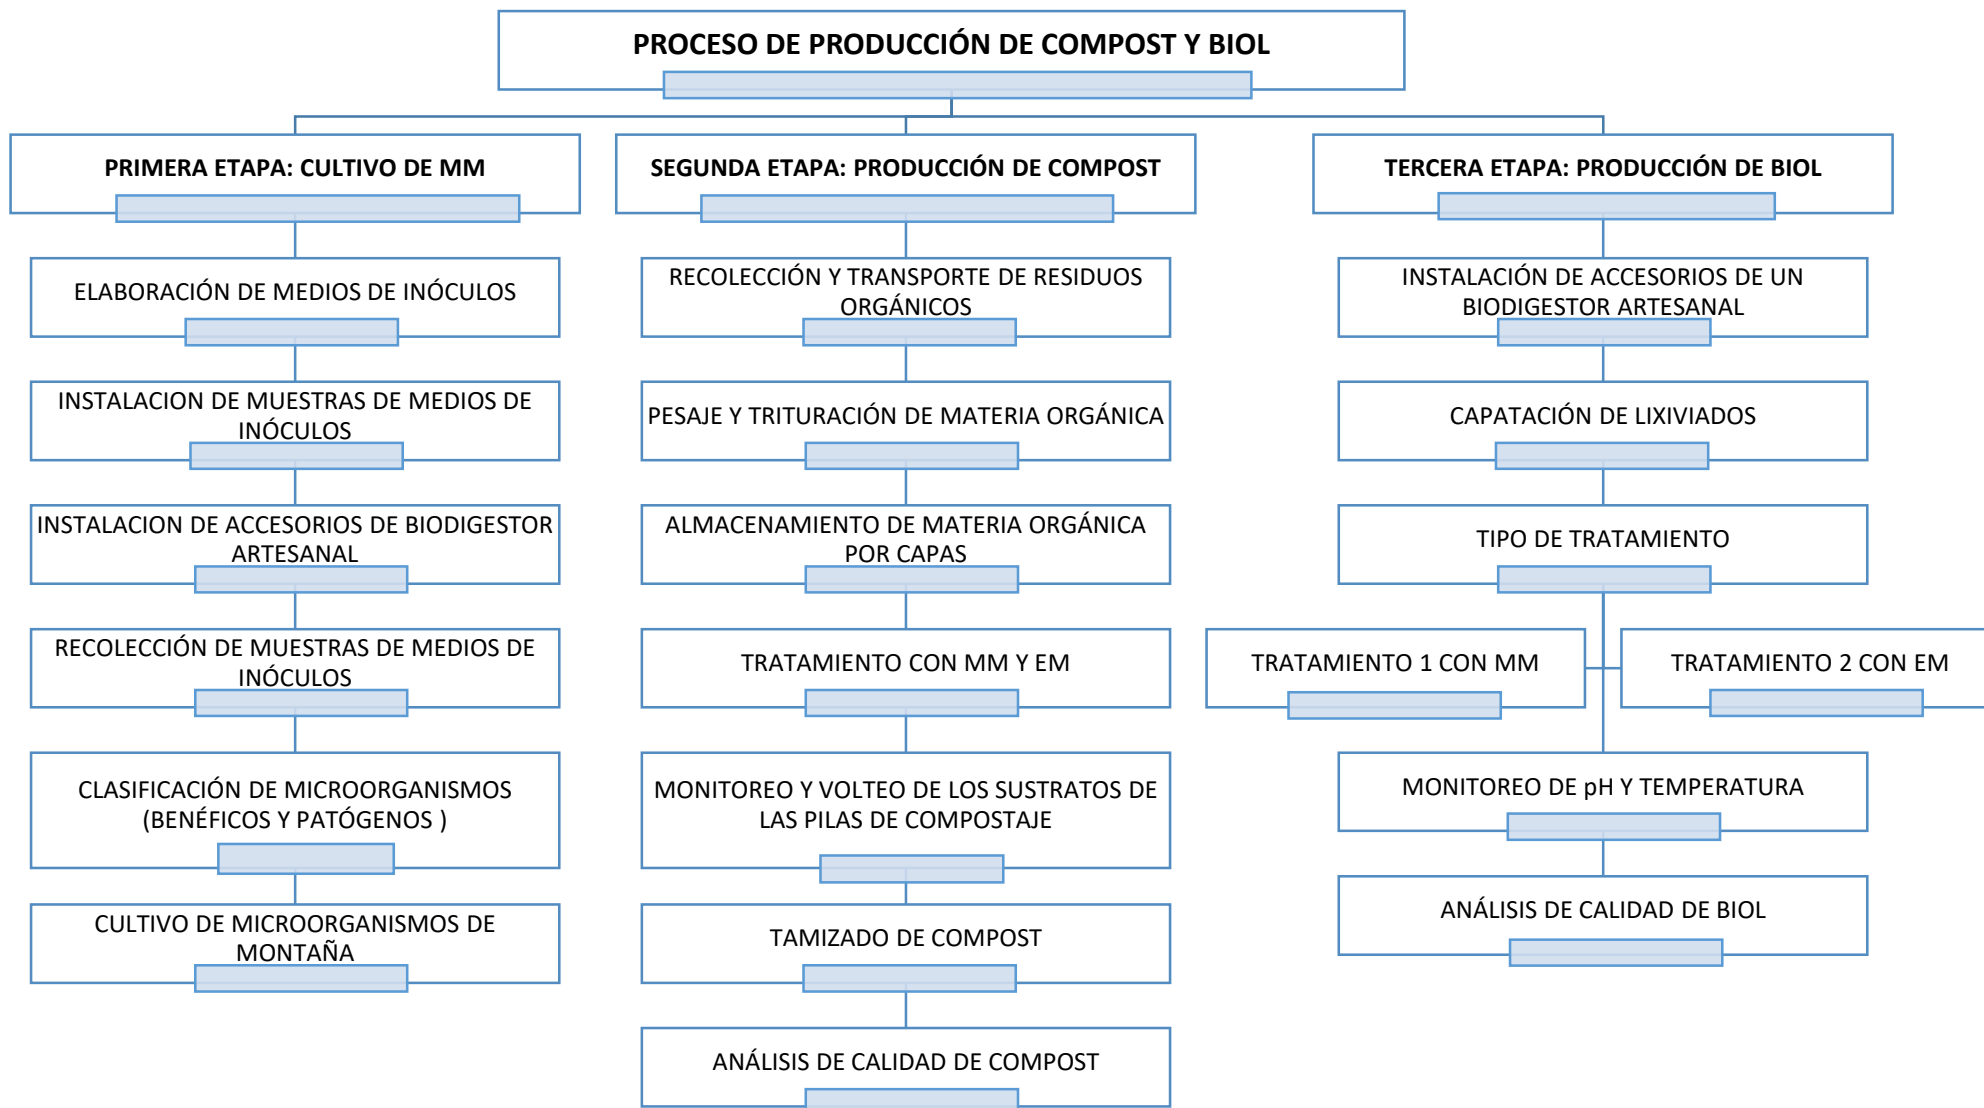 PROCESO DE PRODUCCIÓN DE COMPOST Y BIOL
PRIMERA ETAPA: CULTIVO DE MM
ELABORACIÓN DE MEDIOS DE INÓCULOS
INSTALACION DE MUESTRAS DE MEDIOS DE
INÓCULOS
INSTALACION DE ACCESORIOS DE BIODIGESTOR
ARTESANAL
RECOLECCIÓN DE MUESTRAS DE MEDIOS DE
INÓCULOS
CLASIFICACIÓN DE MICROORGANISMOS
(BENÉFICOS Y PATÓGENOS )
CULTIVO DE MICROORGANISMOS DE
MONTAÑA
SEGUNDA ETAPA: PRODUCCIÓN DE COMPOST
RECOLECCIÓN Y TRANSPORTE DE RESIDUOS
ORGÁNICOS
PESAJE Y TRITURACIÓN DE MATERIA ORGÁNICA
ALMACENAMIENTO DE MATERIA ORGÁNICA
POR CAPAS
TRATAMIENTO CON MM Y EM
MONITOREO Y VOLTEO DE LOS SUSTRATOS DE
LAS PILAS DE COMPOSTAJE
TAMIZADO DE COMPOST
ANÁLISIS DE CALIDAD DE COMPOST
TERCERA ETAPA: PRODUCCIÓN DE BIOL
INSTALACIÓN DE ACCESORIOS DE UN
BIODIGESTOR ARTESANAL
CAPATACIÓN DE LIXIVIADOS
TIPO DE TRATAMIENTO
TRATAMIENTO 1 CON MM
TRATAMIENTO 2 CON EM
MONITOREO DE pH Y TEMPERATURA
ANÁLISIS DE CALIDAD DE BIOL